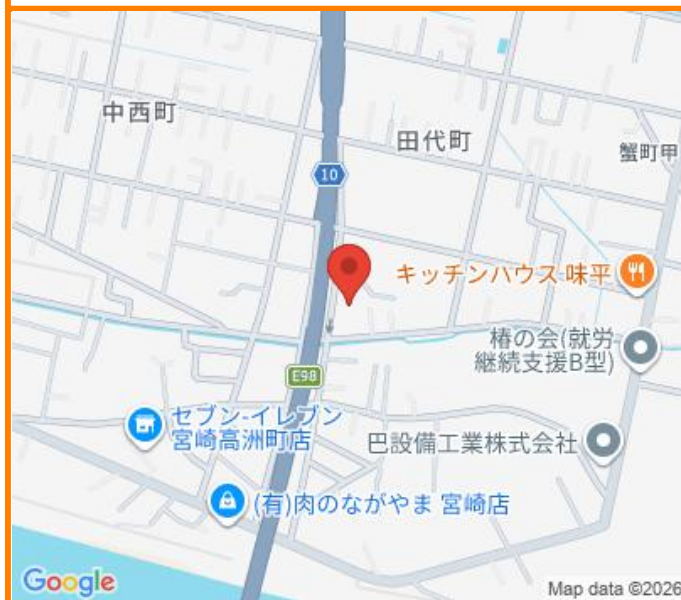 中西町
田代町
蟹町甲
10
キッチンハウス 味平
椿の会(就労
継続支援B型)
E98
セブン-イレブン
宮崎高洲町店
巴設備工業株式会社
(有)肉のながやま 宮崎店
Google
Map data ©2026